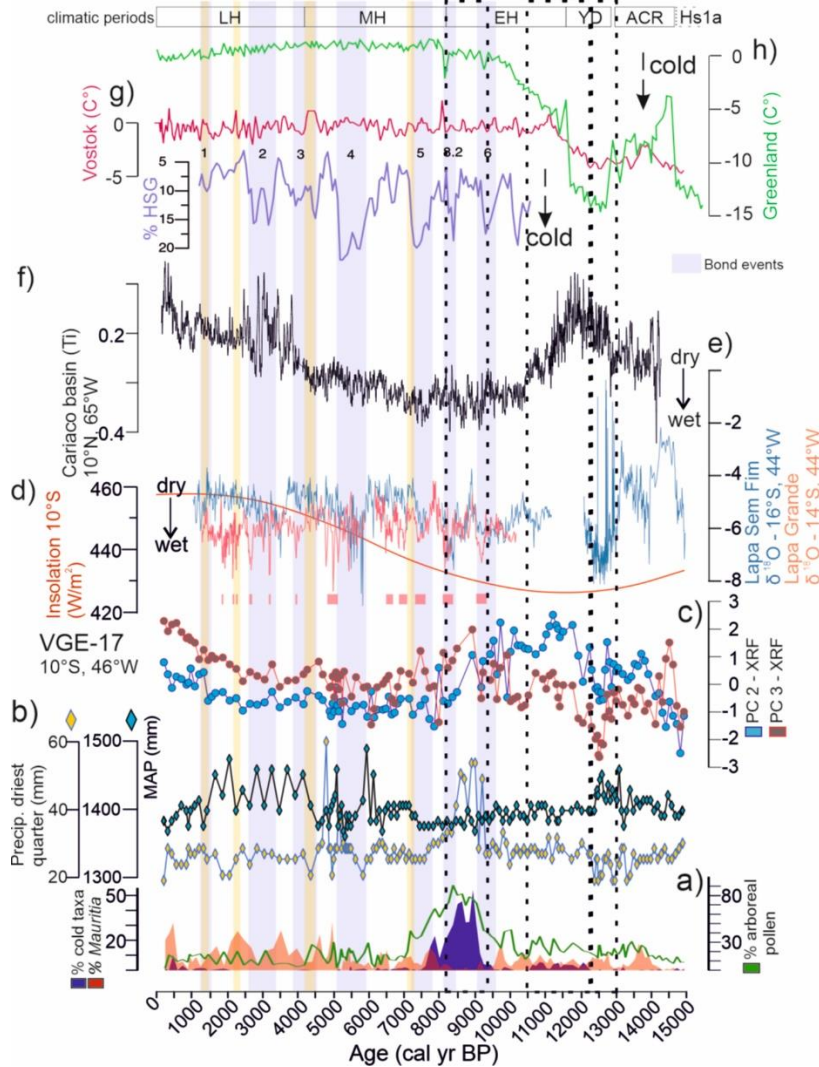 climatic periods LH MH EH YD ACR Hs1a
h)
cold
g)
Vostok (C°)
0
-5
Greenland (C°)
0
-5
-10
-15
1 2 3 4 5 8.2 6
% HSG
5
10
15
20
cold
Bond events
f)
Cariaco basin (Ti)
10°N, 65°W
0.2
-0.4
e)
dry
wet
-2
-4
-6
-8
Lapa Sem Fim
δ ¹⁸O - 16°S, 44°W
Lapa Grande
δ ¹⁸O - 14°S, 44°W
d)
Insolation 10°S
(W/m²)
460
440
420
dry
wet
c)
VGE-17
10°S, 46°W
3
2
1
0
-1
-2
-3
PC 2 - XRF
PC 3 - XRF
b)
Precip. driest
quarter (mm)
60
40
20
MAP (mm)
1500
1400
1300
a)
% cold taxa
% Mauritia
50
20
80
30
% arboreal
pollen
0 1000 2000 3000 4000 5000 6000 7000 8000 9000 10000 11000 12000 13000 14000 15000
Age (cal yr BP)